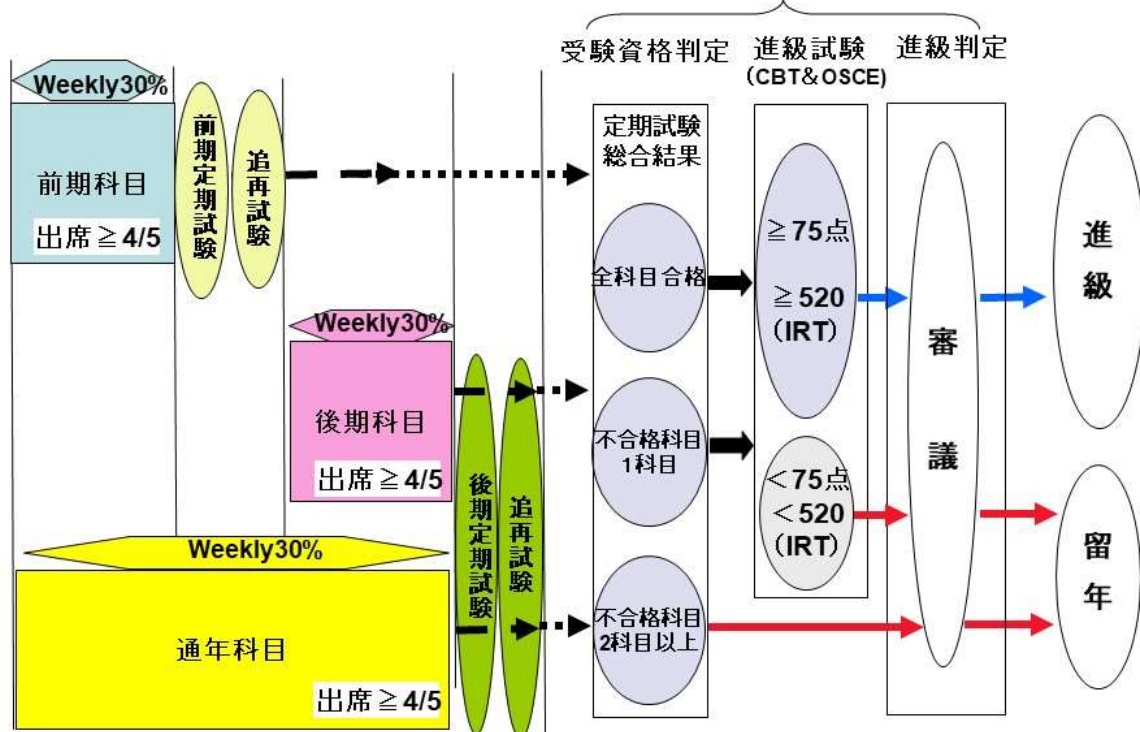 受験資格判定
進級試験
(CBT&OSCE)
進級判定
Weekly30%
前期科目
出席≧4/5
前期定期試験
追再試験
Weekly30%
後期科目
出席≧4/5
Weekly30%
通年科目
出席≧4/5
後期定期試験
追再試験
定期試験
総合結果
全科目合格
不合格科目
1科目
不合格科目
2科目以上
≧75点
≧520
(IRT)
<75点
<520
(IRT)
審議
進級
留年